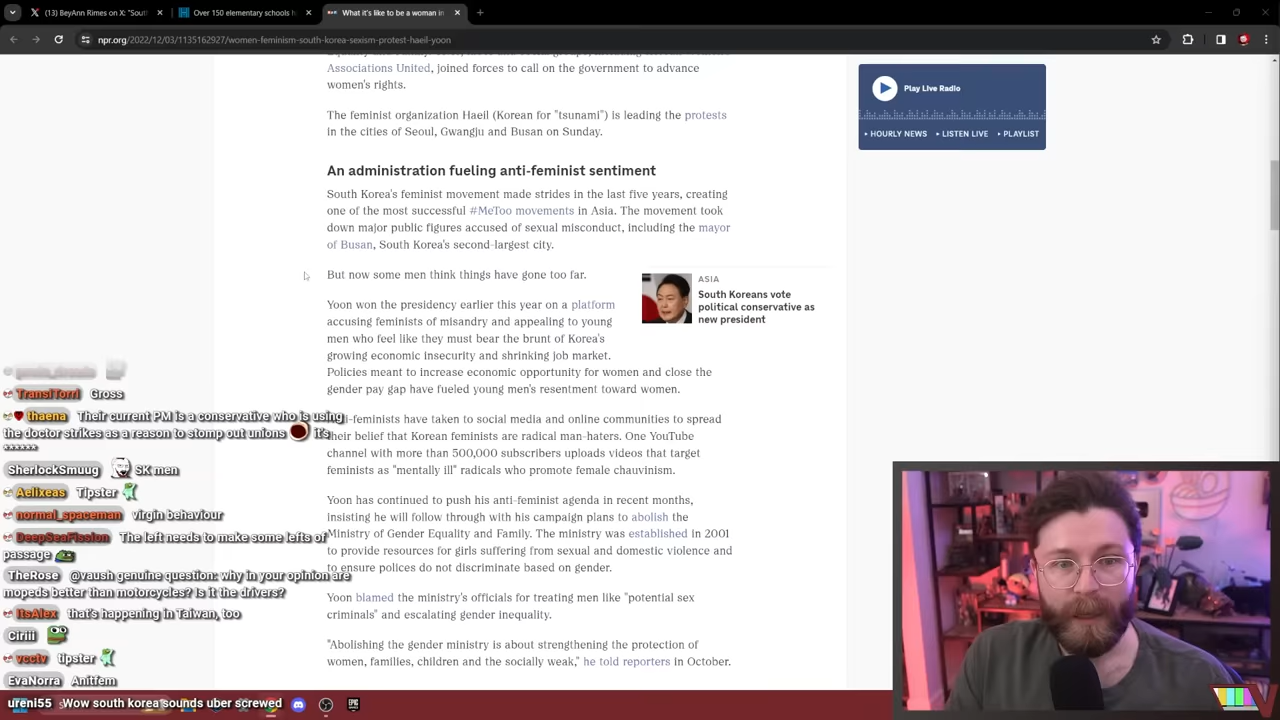 (13) BeyAnn Rimes on X: "Sout
Over 150 elementary schools h
What it's like to be a woman in
npr.org/2022/12/03/1135162927/women-feminism-south-korea-sexism-protest-haeil-yoon
Associations United, joined forces to call on the government to advance
women's rights.
The feminist organization Haeil (Korean for "tsunami") is leading the protests
in the cities of Seoul, Gwangju and Busan on Sunday.
An administration fueling anti-feminist sentiment
South Korea's feminist movement made strides in the last five years, creating
one of the most successful #MeToo movements in Asia. The movement took
down major public figures accused of sexual misconduct, including the mayor
of Busan, South Korea's second-largest city.
But now some men think things have gone too far.
Yoon won the presidency earlier this year on a platform
accusing feminists of misandry and appealing to young
men who feel like they must bear the brunt of Korea's
growing economic insecurity and shrinking job market.
Policies meant to increase economic opportunity for women and close the
gender pay gap have fueled young men's resentment toward women.
-feminists have taken to social media and online communities to spread
their belief that Korean feminists are radical man-haters. One YouTube
channel with more than 500,000 subscribers uploads videos that target
feminists as "mentally ill" radicals who promote female chauvinism.
Yoon has continued to push his anti-feminist agenda in recent months,
insisting he will follow through with his campaign plans to abolish the
Ministry of Gender Equality and Family. The ministry was established in 2001
to provide resources for girls suffering from sexual and domestic violence and
to ensure polices do not discriminate based on gender.
Yoon blamed the ministry's officials for treating men like "potential sex
criminals" and escalating gender inequality.
"Abolishing the gender ministry is about strengthening the protection of
women, families, children and the socially weak," he told reporters in October.
ASIA
South Koreans vote
political conservative as
new president
Play Live Radio
HOURLY NEWS LISTEN LIVE PLAYLIST
TransiTorri Gross
thaena Their current PM is a conservative who is using
the doctor strikes as a reason to stomp out unions it's
******
SherlockSmuug SK men
Aelixeas Tipster
normal_spaceman virgin behaviour
DeepSeaFission The left needs to make some lefts of
passage
TheRose @vaush genuine question: why in your opinion are
mopeds better than motorcycles? Is it the drivers?
ItsAlex that's happening in Taiwan, too
Ciriii
vcctv tipster
EvaNorra Anitfem
uren155 Wow south korea sounds uber screwed
EPIC
V